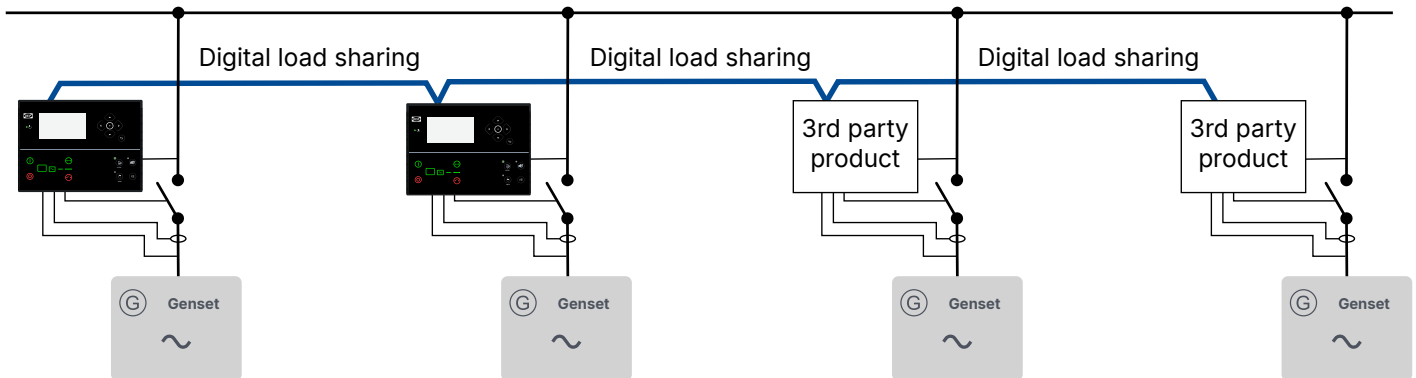 Digital load sharing
Digital load sharing
Digital load sharing
3rd party
product
3rd party
product
G Genset
G Genset
G Genset
G Genset